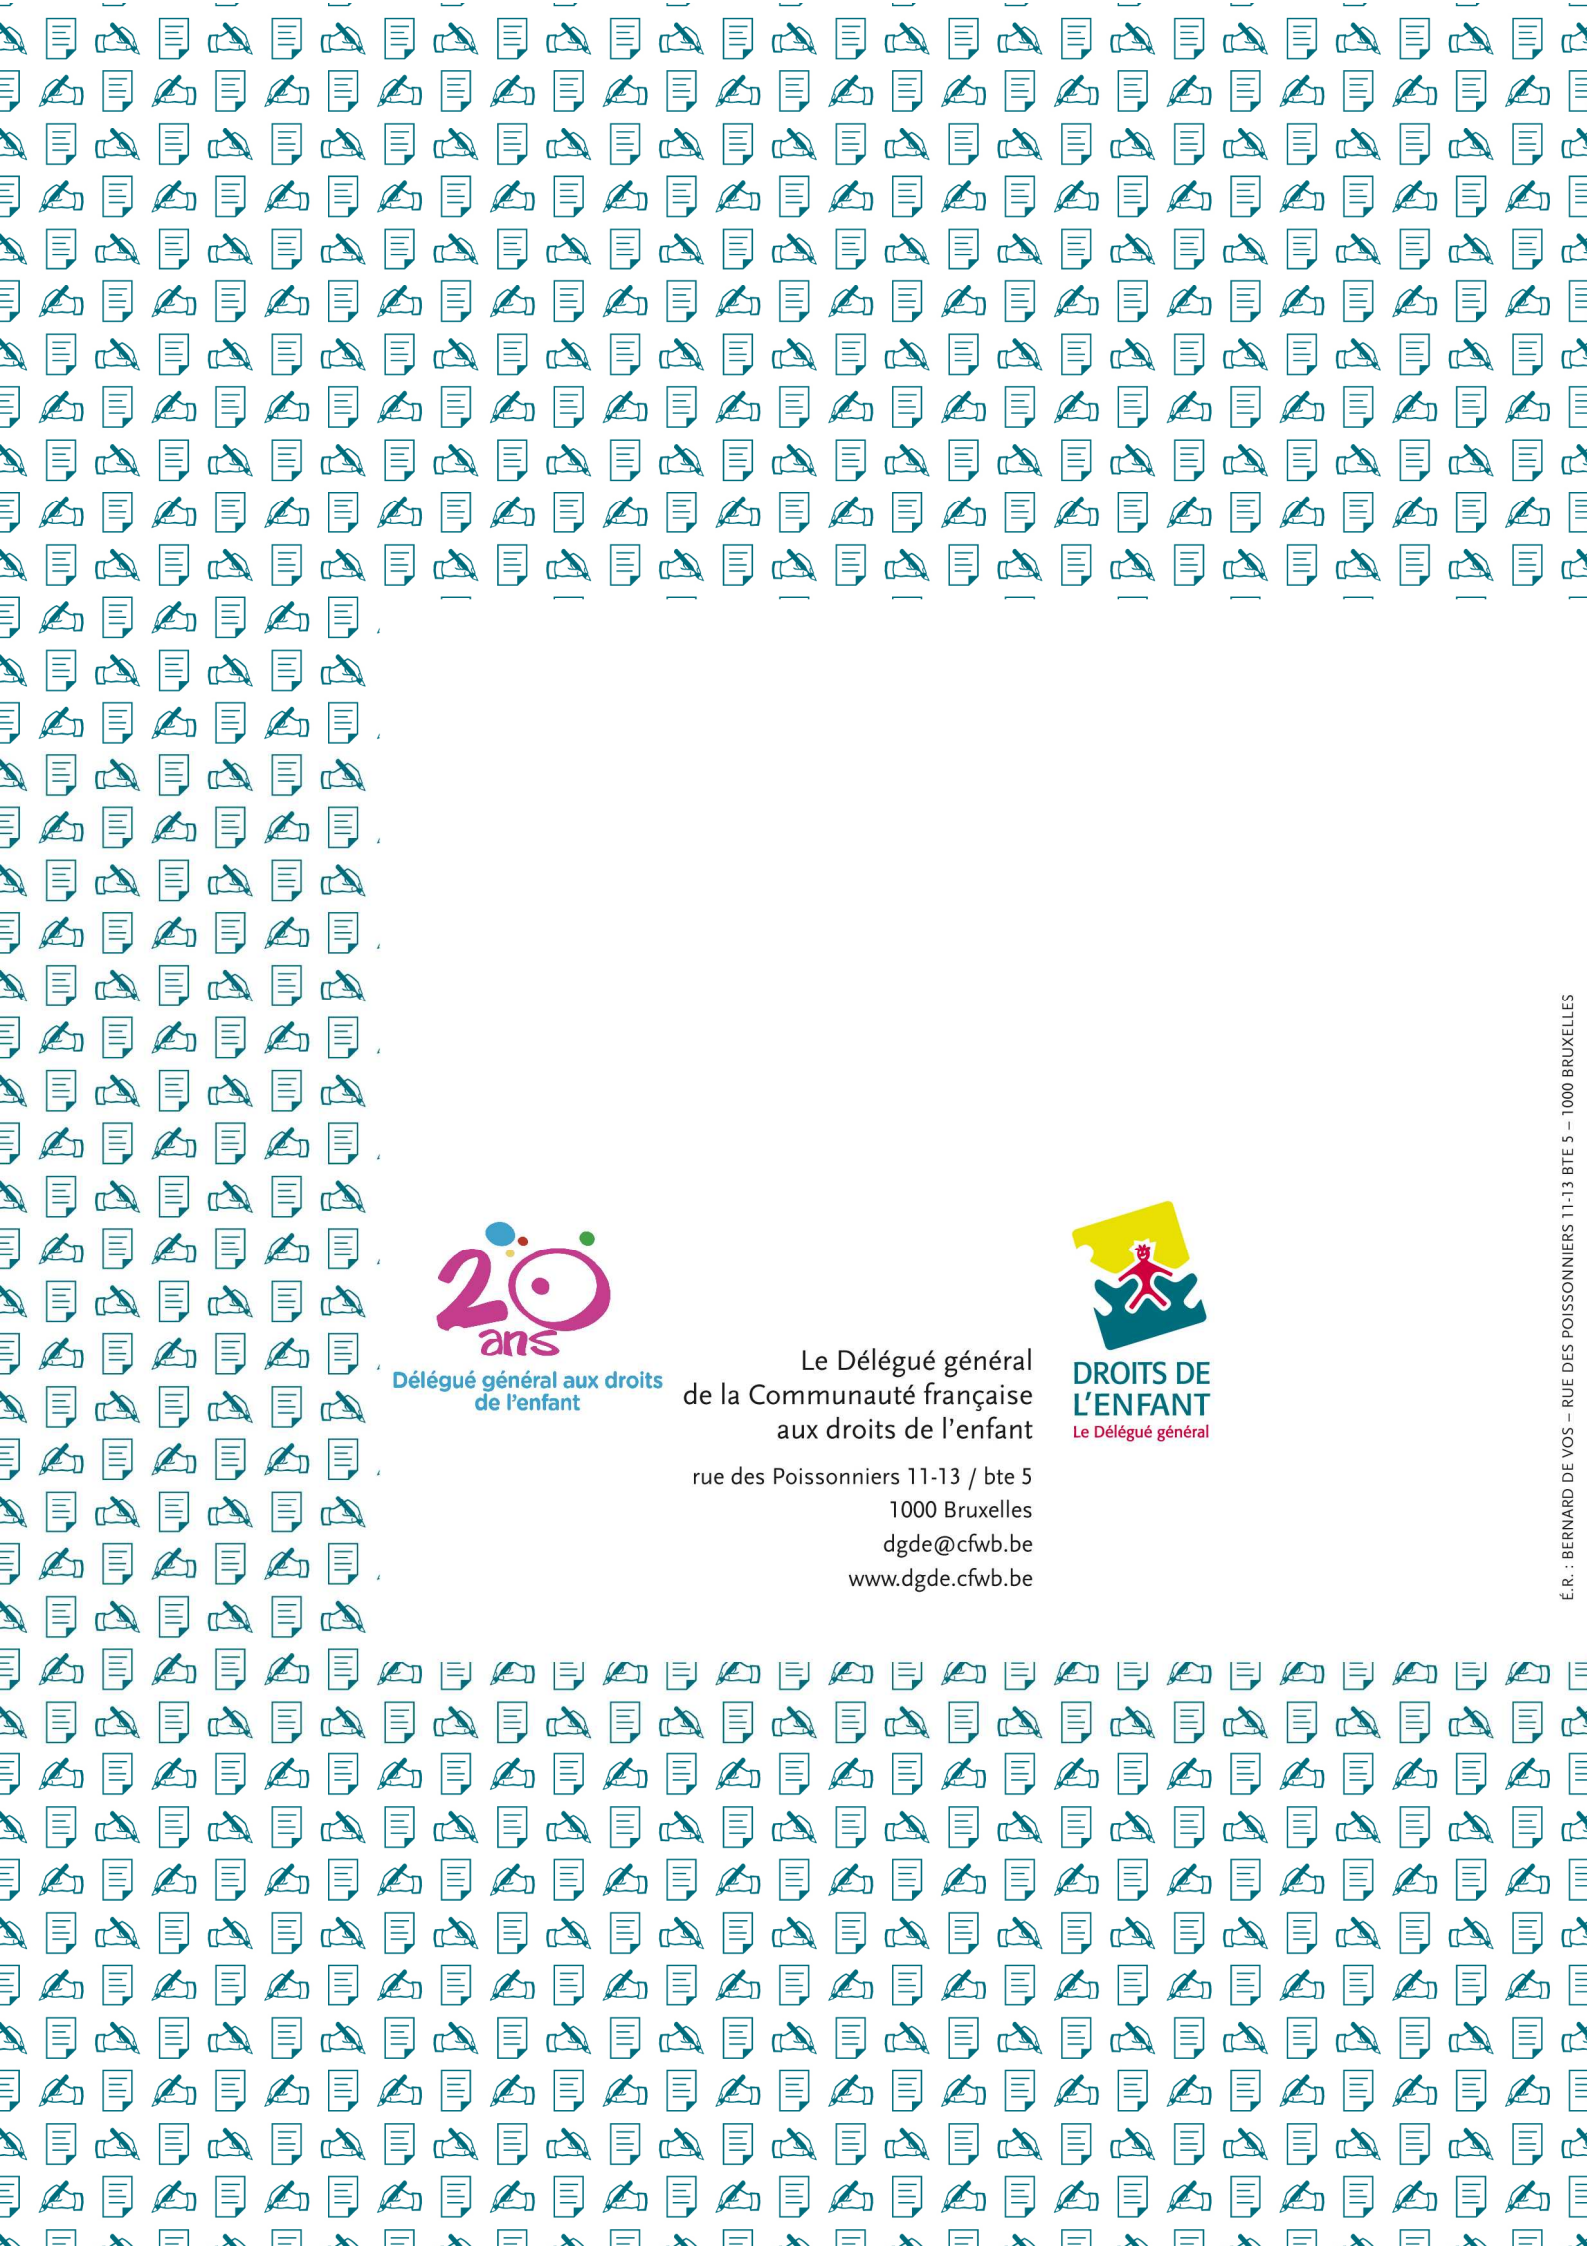 20
ans
Délégué général aux droits
de l'enfant
Le Délégué général
de la Communauté française
aux droits de l'enfant
rue des Poissonniers 11-13 / bte 5
1000 Bruxelles
dgde@cfwb.be
www.dgde.cfwb.be
DROITS DE
L'ENFANT
Le Délégué général
É.R. : BERNARD DE VOS – RUE DES POISSONNIERS 11-13 BTE 5 – 1000 BRUXELLES